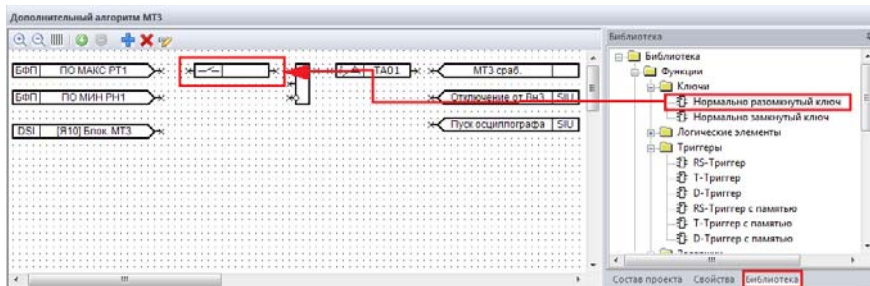 Дополнительный алгоритм МТЗ
БФП ПО МАКС РТ1
TA01
МТЗ сраб.
БФП ПО МИН РН1
Отключение от Вн3 SIU
DSI [Я10] Блок. МТЗ
Пуск осциллографа SIU
Библиотека
Библиотека
Функции
Ключи
Нормально разомкнутый ключ
Нормально замкнутый ключ
Логические элементы
Триггеры
RS-Триггер
T-Триггер
D-Триггер
RS-Триггер с памятью
T-Триггер с памятью
D-Триггер с памятью
Состав проекта Свойства Библиотека